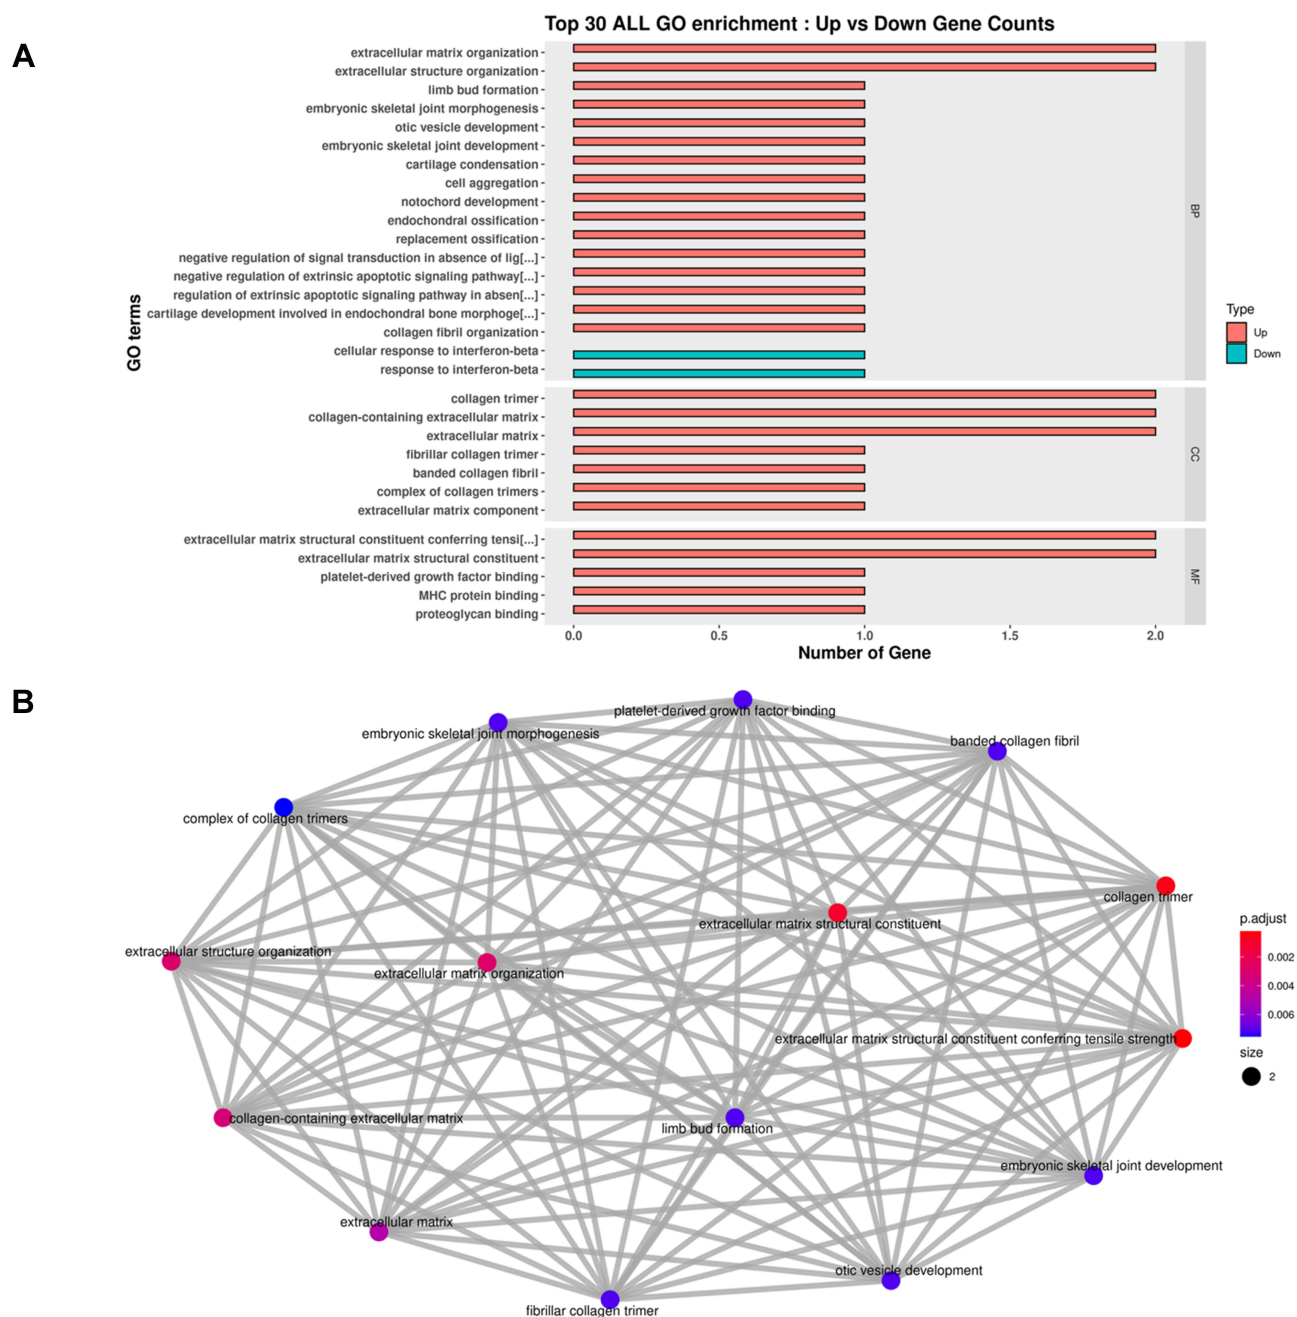 A
Top 30 ALL GO enrichment : Up vs Down Gene Counts
extracellular matrix organization
extracellular structure organization
limb bud formation
embryonic skeletal joint morphogenesis
otic vesicle development
embryonic skeletal joint development
cartilage condensation
cell aggregation
notochord development
endochondral ossification
replacement ossification
negative regulation of signal transduction in absence of lig[...]
negative regulation of extrinsic apoptotic signaling pathway[...]
regulation of extrinsic apoptotic signaling pathway in absen[...]
cartilage development involved in endochondral bone morphoge[...]
collagen fibril organization
cellular response to interferon-beta
response to interferon-beta
BP
collagen trimer
collagen-containing extracellular matrix
extracellular matrix
fibrillar collagen trimer
banded collagen fibril
complex of collagen trimers
extracellular matrix component
CC
extracellular matrix structural constituent conferring tensi[...]
extracellular matrix structural constituent
platelet-derived growth factor binding
MHC protein binding
proteoglycan binding
MF
GO terms
0.0 0.5 1.0 1.5 2.0
Number of Gene
Type
Up
Down
B
platelet-derived growth factor binding
embryonic skeletal joint morphogenesis
banded collagen fibril
complex of collagen trimers
collagen trimer
extracellular matrix structural constituent
extracellular structure organization
extracellular matrix organization
extracellular matrix structural constituent conferring tensile strength
collagen-containing extracellular matrix
limb bud formation
embryonic skeletal joint development
extracellular matrix
otic vesicle development
fibrillar collagen trimer
p.adjust
0.002
0.004
0.006
size
2